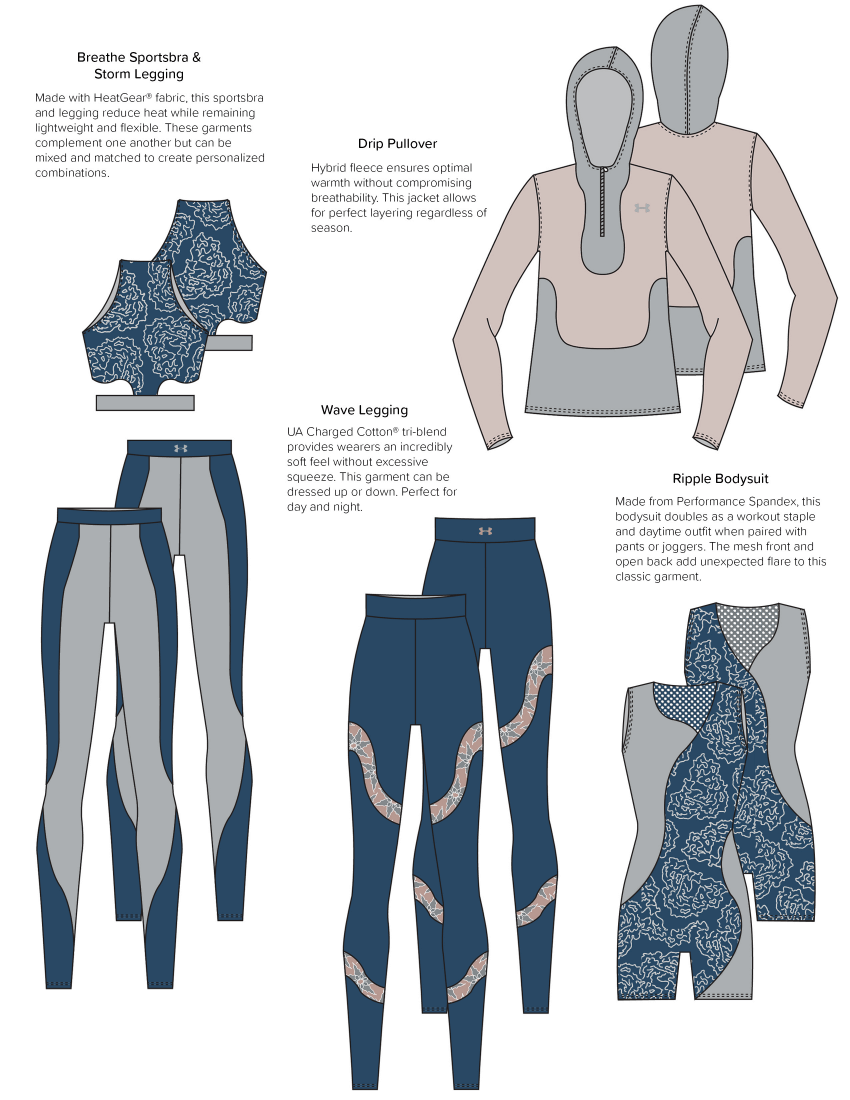 Breathe Sportsbra &
Storm Legging
Made with HeatGear® fabric, this sportsbra
and legging reduce heat while remaining
lightweight and flexible. These garments
complement one another but can be
mixed and matched to create personalized
combinations.
Drip Pullover
Hybrid fleece ensures optimal
warmth without compromising
breathability. This jacket allows
for perfect layering regardless of
season.
Wave Legging
UA Charged Cotton® tri-blend
provides wearers an incredibly
soft feel without excessive
squeeze. This garment can be
dressed up or down. Perfect for
day and night.
Ripple Bodysuit
Made from Performance Spandex, this
bodysuit doubles as a workout staple
and daytime outfit when paired with
pants or joggers. The mesh front and
open back add unexpected flare to this
classic garment.